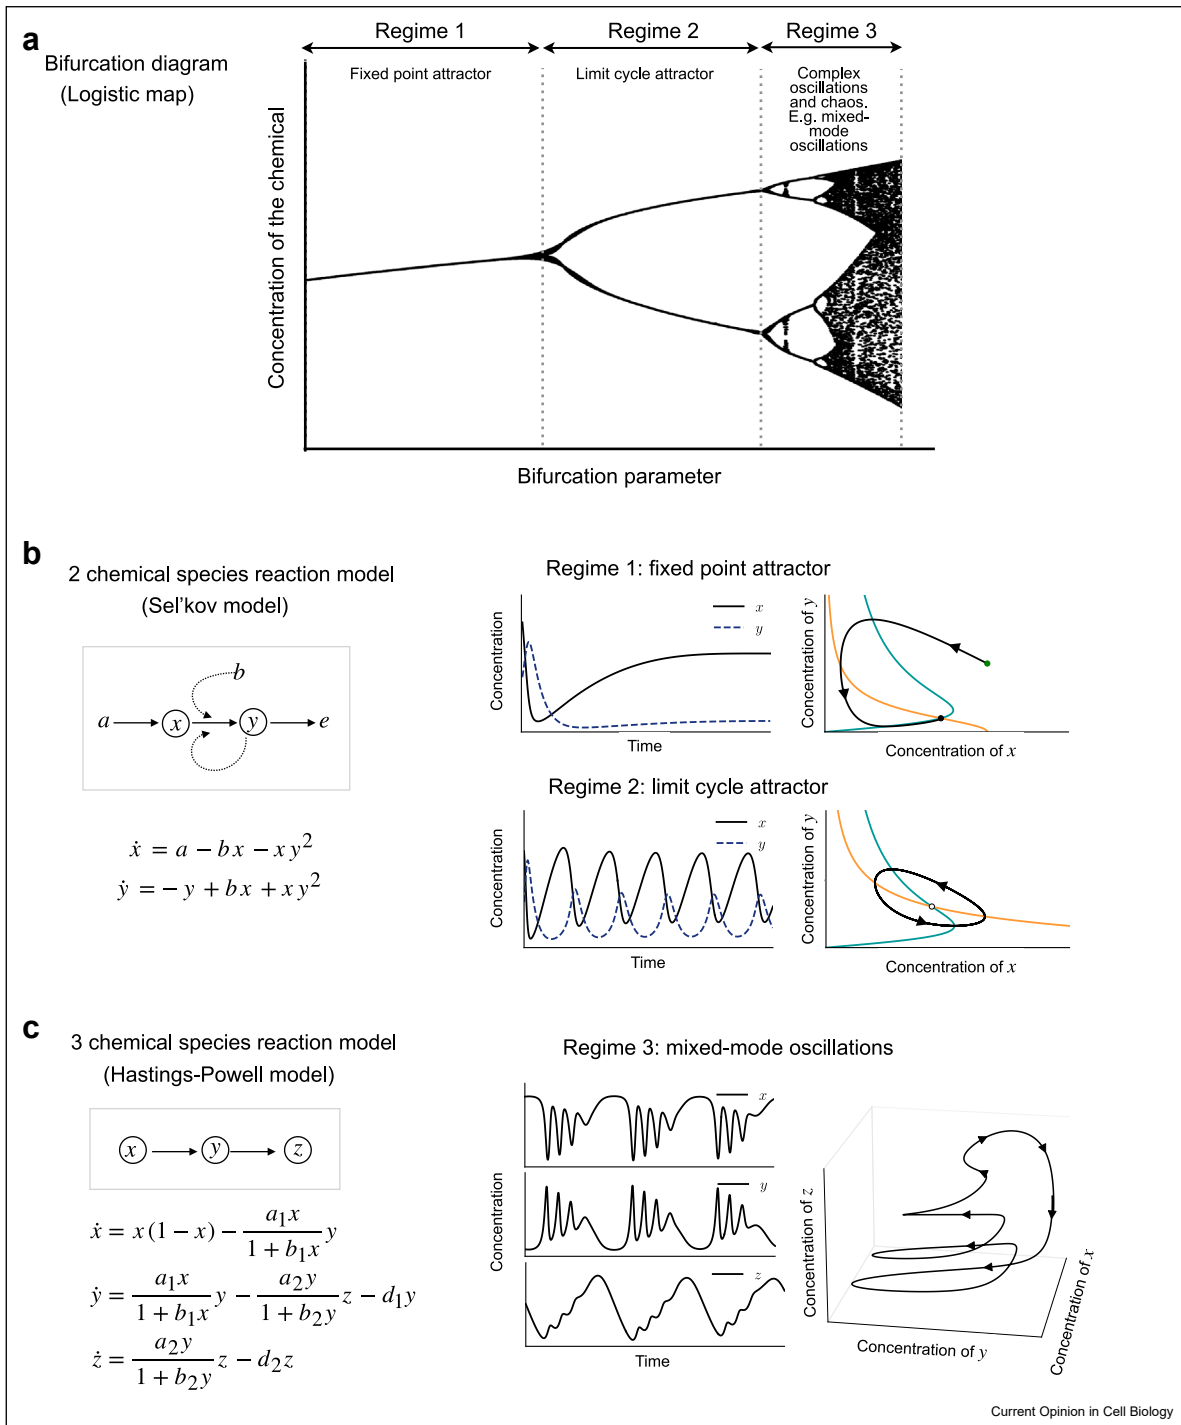 a
Bifurcation diagram
(Logistic map)
Regime 1
Regime 2
Regime 3
Fixed point attractor
Limit cycle attractor
Complex
oscillations
and chaos.
E.g. mixed-
mode
oscillations
Concentration of the chemical
Bifurcation parameter
b
2 chemical species reaction model
(Sel'kov model)
b
a x y e
ẋ = a − bx − xy²
ẏ = − y + bx + xy²
Regime 1: fixed point attractor
Concentration
x
y
Time
Concentration of y
Concentration of x
Regime 2: limit cycle attractor
Concentration
x
y
Time
Concentration of y
Concentration of x
c
3 chemical species reaction model
(Hastings-Powell model)
x y z
ẋ = x(1 − x) − a₁x/(1 + b₁x) y
ẏ = a₁x/(1 + b₁x) y − a₂y/(1 + b₂y) z − d₁y
ż = a₂y/(1 + b₂y) z − d₂z
Regime 3: mixed-mode oscillations
Concentration
x
y
z
Time
Concentration of z
Concentration of y
Concentration of x
Current Opinion in Cell Biology